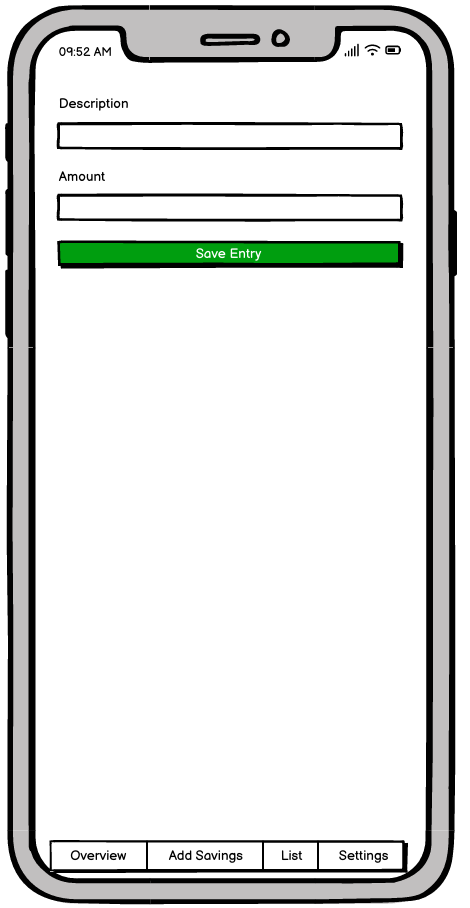 09:52 AM
Description
Amount
Save Entry
Overview Add Savings List Settings